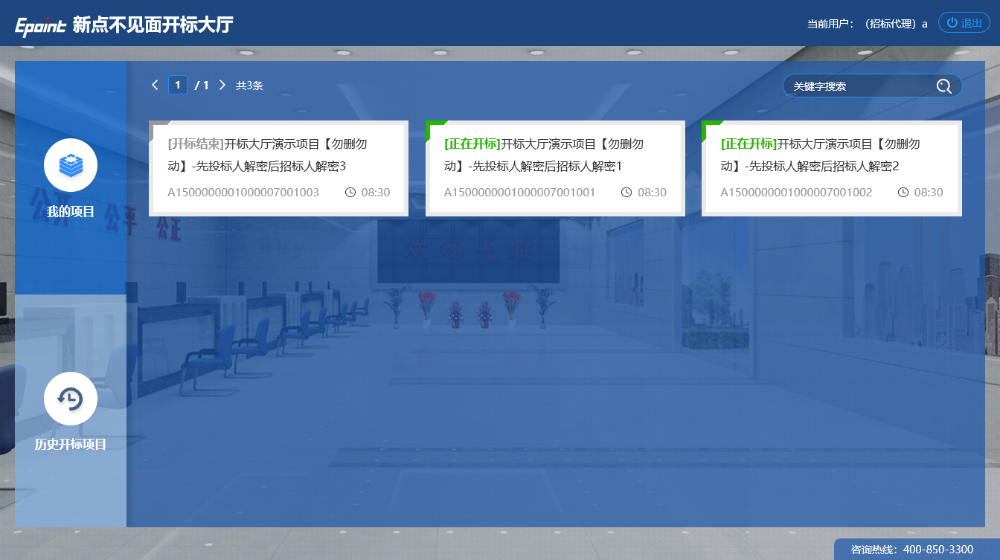 Epoint 新点不见面开标大厅
当前用户：（招标代理）a
退出
1 / 1 共3条
关键字搜索
我的项目
历史开标项目
[开标结束]开标大厅演示项目【勿删勿
动】-先投标人解密后招标人解密3
A1500000001000007001003 08:30
[正在开标]开标大厅演示项目【勿删勿
动】-先投标人解密后招标人解密1
A1500000001000007001001 08:30
[正在开标]开标大厅演示项目【勿删勿
动】-先投标人解密后招标人解密2
A1500000001000007001002 08:30
公开 公平 公正
欢迎光临
咨询热线：400-850-3300